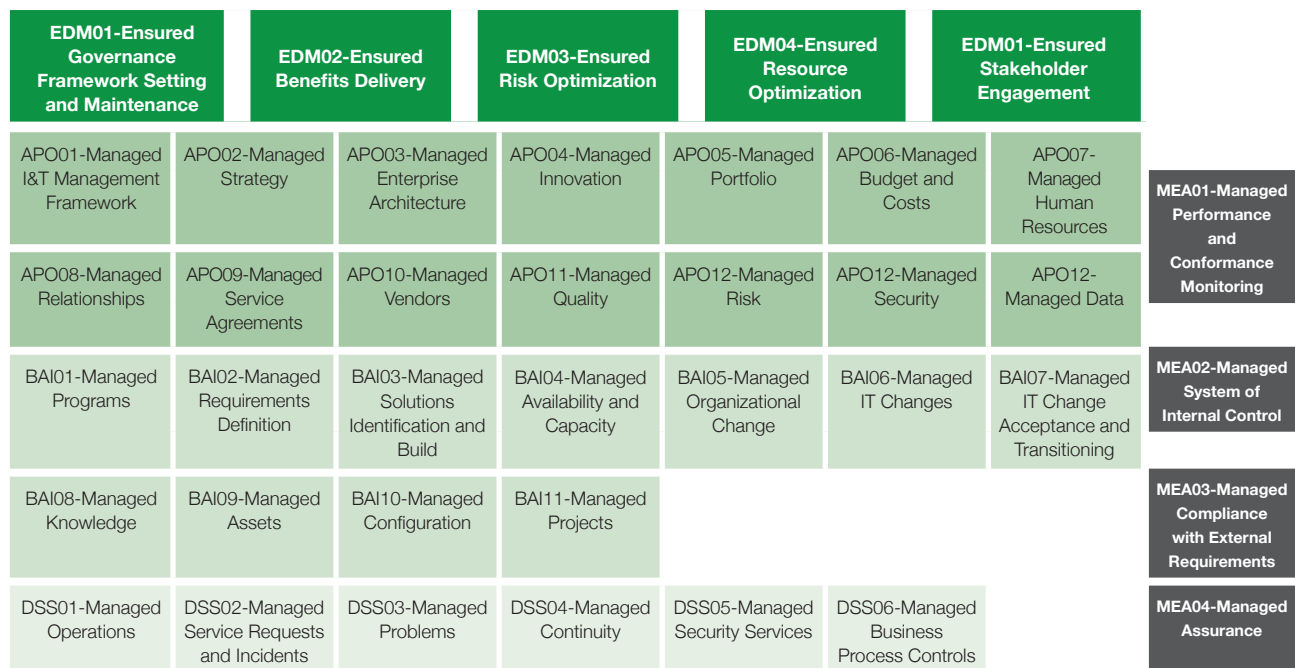 EDM01-Ensured
Governance
Framework Setting
and Maintenance
EDM02-Ensured
Benefits Delivery
EDM03-Ensured
Risk Optimization
EDM04-Ensured
Resource
Optimization
EDM01-Ensured
Stakeholder
Engagement
APO01-Managed
I&T Management
Framework
APO02-Managed
Strategy
APO03-Managed
Enterprise
Architecture
APO04-Managed
Innovation
APO05-Managed
Portfolio
APO06-Managed
Budget and
Costs
APO07-
Managed
Human
Resources
APO08-Managed
Relationships
APO09-Managed
Service
Agreements
APO10-Managed
Vendors
APO11-Managed
Quality
APO12-Managed
Risk
APO12-Managed
Security
APO12-
Managed Data
BAI01-Managed
Programs
BAI02-Managed
Requirements
Definition
BAI03-Managed
Solutions
Identification and
Build
BAI04-Managed
Availability and
Capacity
BAI05-Managed
Organizational
Change
BAI06-Managed
IT Changes
BAI07-Managed
IT Change
Acceptance and
Transitioning
BAI08-Managed
Knowledge
BAI09-Managed
Assets
BAI10-Managed
Configuration
BAI11-Managed
Projects
DSS01-Managed
Operations
DSS02-Managed
Service Requests
and Incidents
DSS03-Managed
Problems
DSS04-Managed
Continuity
DSS05-Managed
Security Services
DSS06-Managed
Business
Process Controls
MEA01-Managed
Performance
and
Conformance
Monitoring
MEA02-Managed
System of
Internal Control
MEA03-Managed
Compliance
with External
Requirements
MEA04-Managed
Assurance